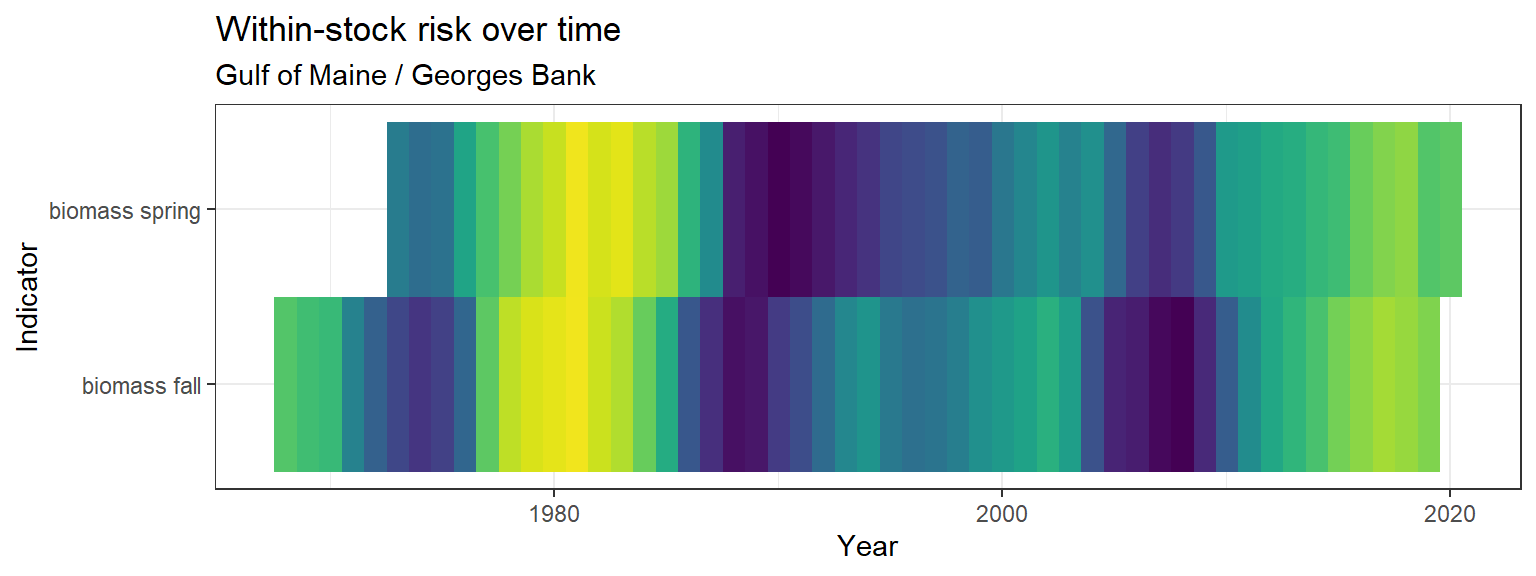 Within-stock risk over time
Gulf of Maine / Georges Bank
Indicator
biomass spring
biomass fall
1980
2000
2020
Year